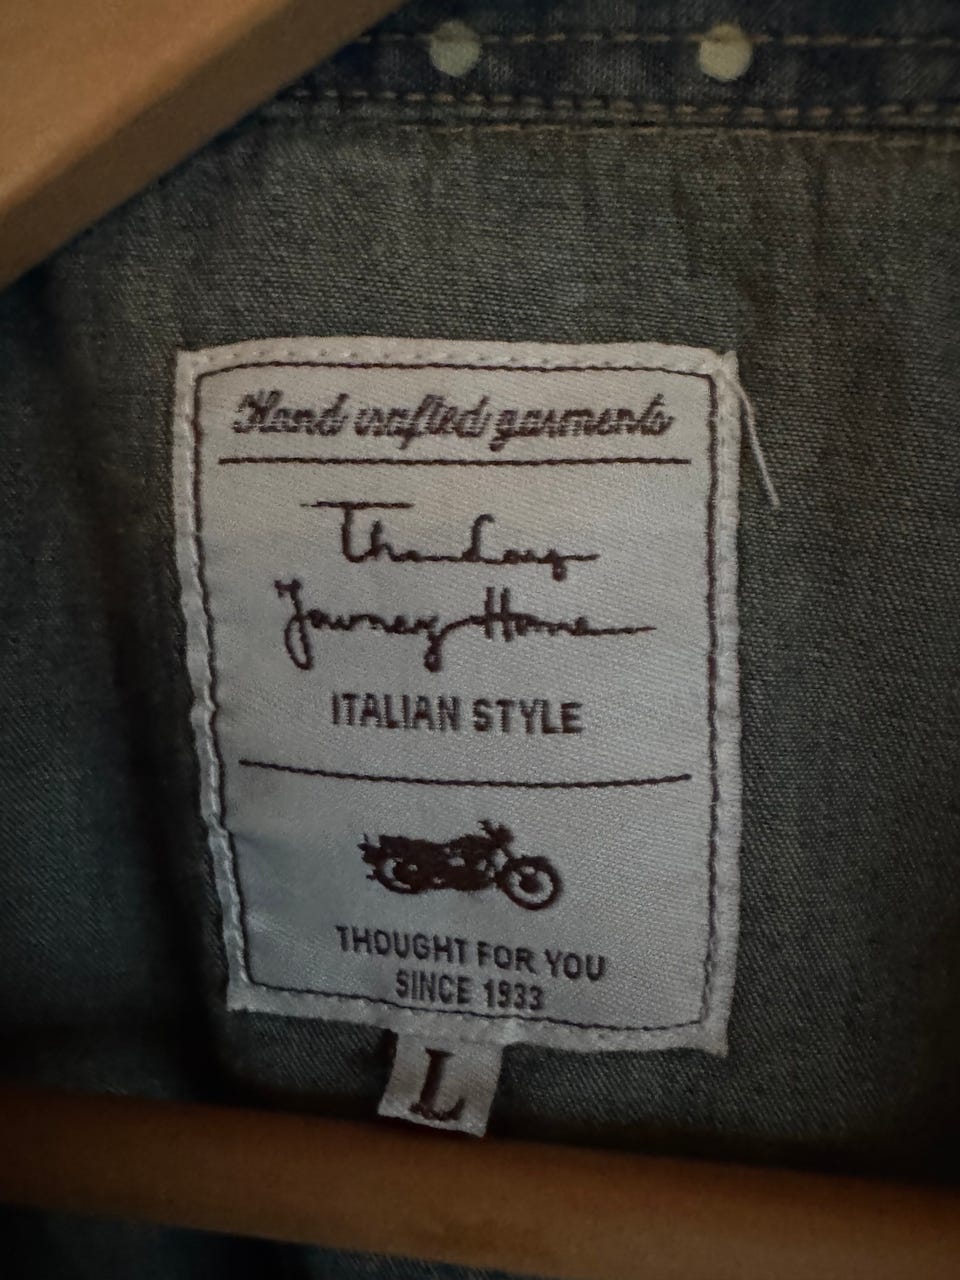 Hand crafted garments
The Long
Journey Home
ITALIAN STYLE
THOUGHT FOR YOU
SINCE 1933
L